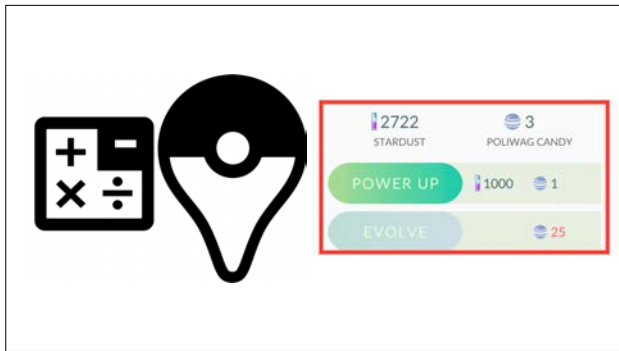 + -
× ÷
2722 3
STARDUST POLIWAG CANDY
POWER UP 1000 1
EVOLVE 25